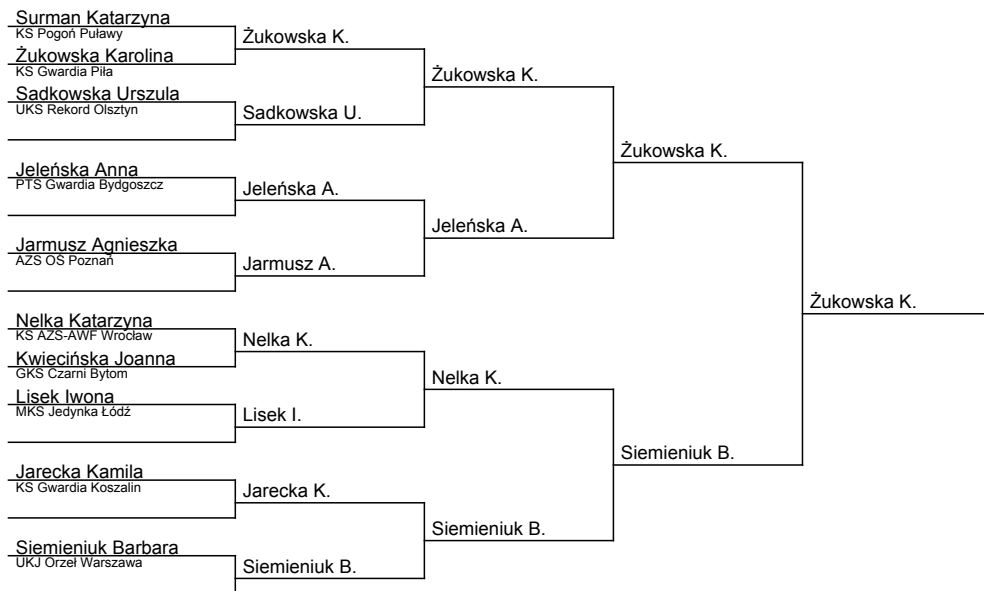 Surman Katarzyna
KS Pogoń Puławy
Żukowska Karolina
KS Gwardia Piła
Sadkowska Urszula
UKS Rekord Olsztyn
Jeleńska Anna
PTS Gwardia Bydgoszcz
Jarmusz Agnieszka
AZS OŚ Poznań
Nelka Katarzyna
KS AZS-AWF Wrocław
Kwiecińska Joanna
GKS Czarni Bytom
Lisek Iwona
MKS Jedynka Łódź
Jarecka Kamila
KS Gwardia Koszalin
Siemieniuk Barbara
UKJ Orzeł Warszawa
Żukowska K.
Sadkowska U.
Jeleńska A.
Jarmusz A.
Nelka K.
Lisek I.
Jarecka K.
Siemieniuk B.
Żukowska K.
Jeleńska A.
Nelka K.
Siemieniuk B.
Żukowska K.
Siemieniuk B.
Żukowska K.